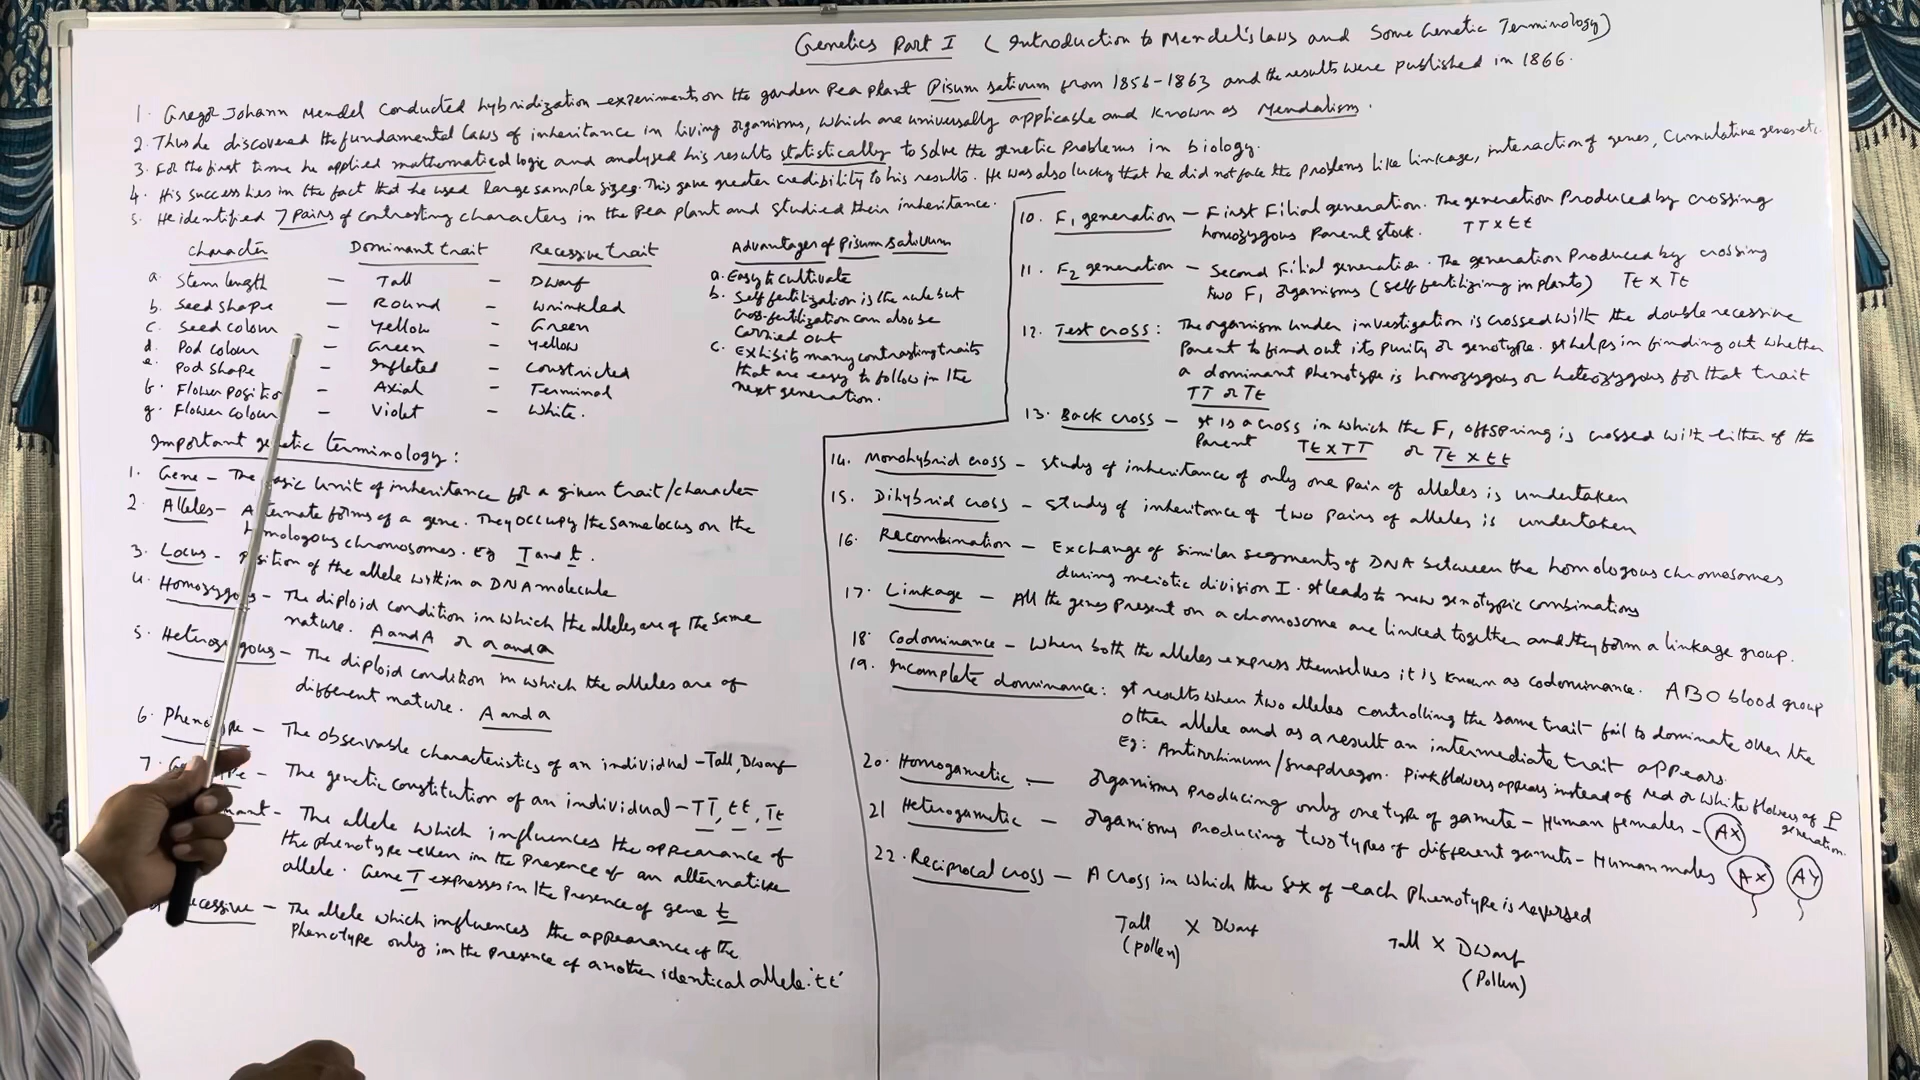 Genetics Part I (Introduction to Mendel's laws and Some Genetic Terminology)
1. Gregor Johann Mendel conducted hybridization experiments on the garden Pea plant Pisum sativum from 1856-1863 and the results were published in 1866.
2. Thus he discovered the fundamental laws of inheritance in living organisms, which are universally applicable and known as Mendalism.
3. For the first time he applied mathematical logic and analysed his results statistically to solve the genetic problems in biology.
4. His success lies in the fact that he used large sample sizes. This gave greater credibility to his results. He was also lucky that he did not face the problems like linkage, interaction of genes, Cumulative genes etc.
5. He identified 7 pairs of contrasting characters in the pea plant and studied their inheritance.
Character Dominant trait Recessive trait
a. Stem length - Tall - Dwarf
b. Seed shape - Round - Wrinkled
c. Seed colour - Yellow - Green
d. Pod colour - Green - Yellow
e. Pod shape - Inflated - Constricted
f. Flower position - Axial - Terminal
g. Flower colour - Violet - White.
Advantages of Pisum sativum
a. Easy to cultivate
b. Self fertilization is the rule but
cross-fertilization can also be
carried out
c. Exhibits many contrasting traits
that are easy to follow in the
next generation.
Important genetic terminology:
1. Gene - The basic unit of inheritance for a given trait/character
2. Alleles - Alternate forms of a gene. They occupy the same locus on the
homologous chromosomes. Eg T and t.
3. Locus - Position of the allele within a DNA molecule
4. Homozygous - The diploid condition in which the alleles are of the same
nature. A and A or a and a
5. Heterozygous - The diploid condition in which the alleles are of
different nature. A and a
6. Phenotype - The observable characteristics of an individual - Tall, Dwarf
7. - The genetic constitution of an individual - TT, tt, Tt
- The allele which influences the appearance of
the phenotype even in the presence of an alternative
allele. Gene T expresses in the presence of gene t
- The allele which influences the appearance of the
Phenotype only in the presence of another identical allele 'tt'
10. F1 generation - First Filial generation. The generation produced by crossing
homozygous parent stock. TT x tt
11. F2 generation - Second Filial generation. The generation produced by crossing
two F1 organisms (self fertilizing in plants) Tt x Tt
12. Test cross: The organism under investigation is crossed with the double recessive
parent to find out its purity or genotype. It helps in finding out whether
a dominant phenotype is homozygous or heterozygous for that trait
TT or Tt
13. Back cross - It is a cross in which the F1 offspring is crossed with either of the
parent Tt x TT or Tt x tt
14. Monohybrid cross - study of inheritance of only one pair of alleles is undertaken
15. Dihybrid cross - study of inheritance of two pairs of alleles is undertaken
16. Recombination - Exchange of similar segments of DNA between the homologous chromosomes
during meiotic division I. It leads to new genotypic combinations
17. Linkage - All the genes present on a chromosome are linked together and they form a linkage group.
18. Codominance - When both the alleles express themselves it is known as codominance. ABO blood group
19. Incomplete dominance: It results when two alleles controlling the same trait fail to dominate over the
other allele and as a result an intermediate trait appears
Eg: Antirrhinum/snapdragon. Pink flowers appears instead of red or white flowers of P
generation.
20. Homogametic :- organisms producing only one type of gamete - Human females - AX
21 Heterogametic - organisms producing two types of different gamets - Human males AX AY
22. Reciprocal cross - A cross in which the sex of each phenotype is reversed
Tall x Dwarf
(pollen)
Tall x Dwarf
(Pollen)